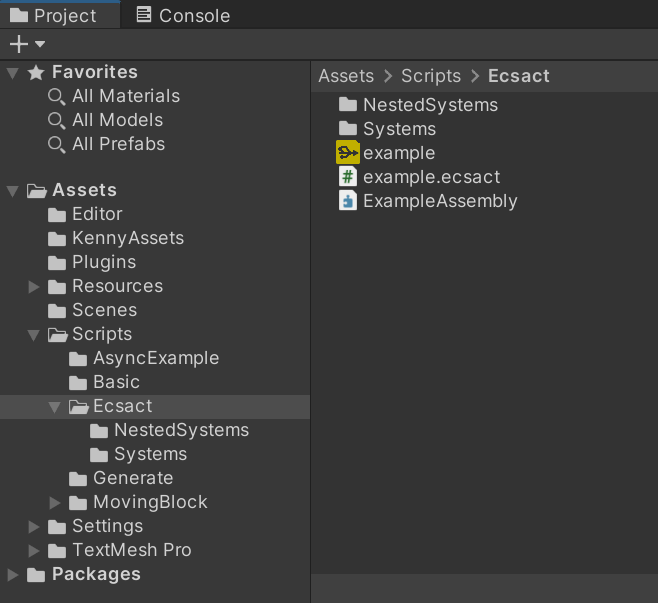 Project Console
Favorites
All Materials
All Models
All Prefabs
Assets
Editor
KennyAssets
Plugins
Resources
Scenes
Scripts
AsyncExample
Basic
Ecsact
NestedSystems
Systems
Generate
MovingBlock
Settings
TextMesh Pro
Packages
Assets > Scripts > Ecsact
NestedSystems
Systems
example
example.ecsact
ExampleAssembly